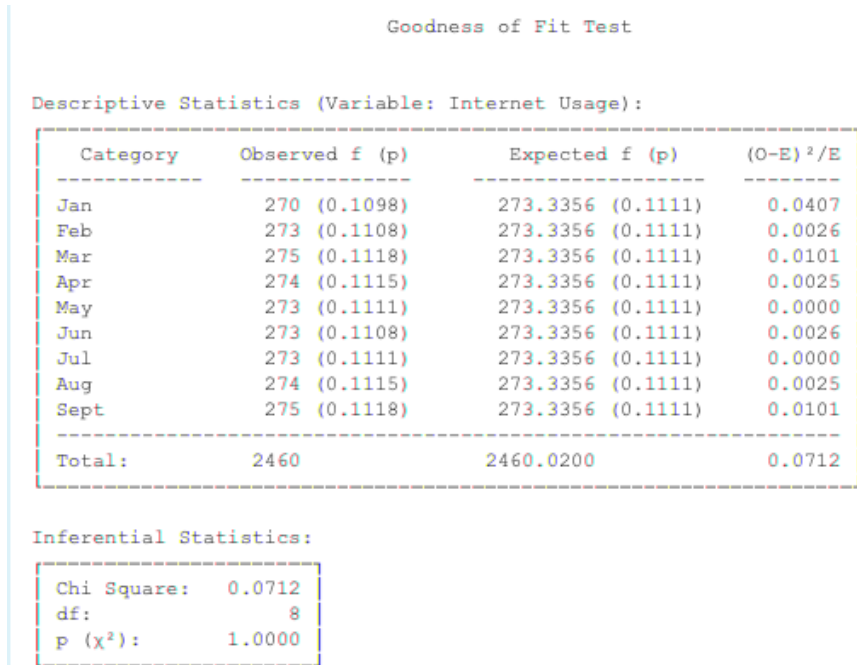 Goodness of Fit Test
Descriptive Statistics (Variable: Internet Usage):
Category Observed f (p) Expected f (p) (O-E)²/E
Jan 270 (0.1098) 273.3356 (0.1111) 0.0407
Feb 273 (0.1108) 273.3356 (0.1111) 0.0026
Mar 275 (0.1118) 273.3356 (0.1111) 0.0101
Apr 274 (0.1115) 273.3356 (0.1111) 0.0025
May 273 (0.1111) 273.3356 (0.1111) 0.0000
Jun 273 (0.1108) 273.3356 (0.1111) 0.0026
Jul 273 (0.1111) 273.3356 (0.1111) 0.0000
Aug 274 (0.1115) 273.3356 (0.1111) 0.0025
Sept 275 (0.1118) 273.3356 (0.1111) 0.0101
Total: 2460 2460.0200 0.0712
Inferential Statistics:
Chi Square: 0.0712
df: 8
p (χ²): 1.0000